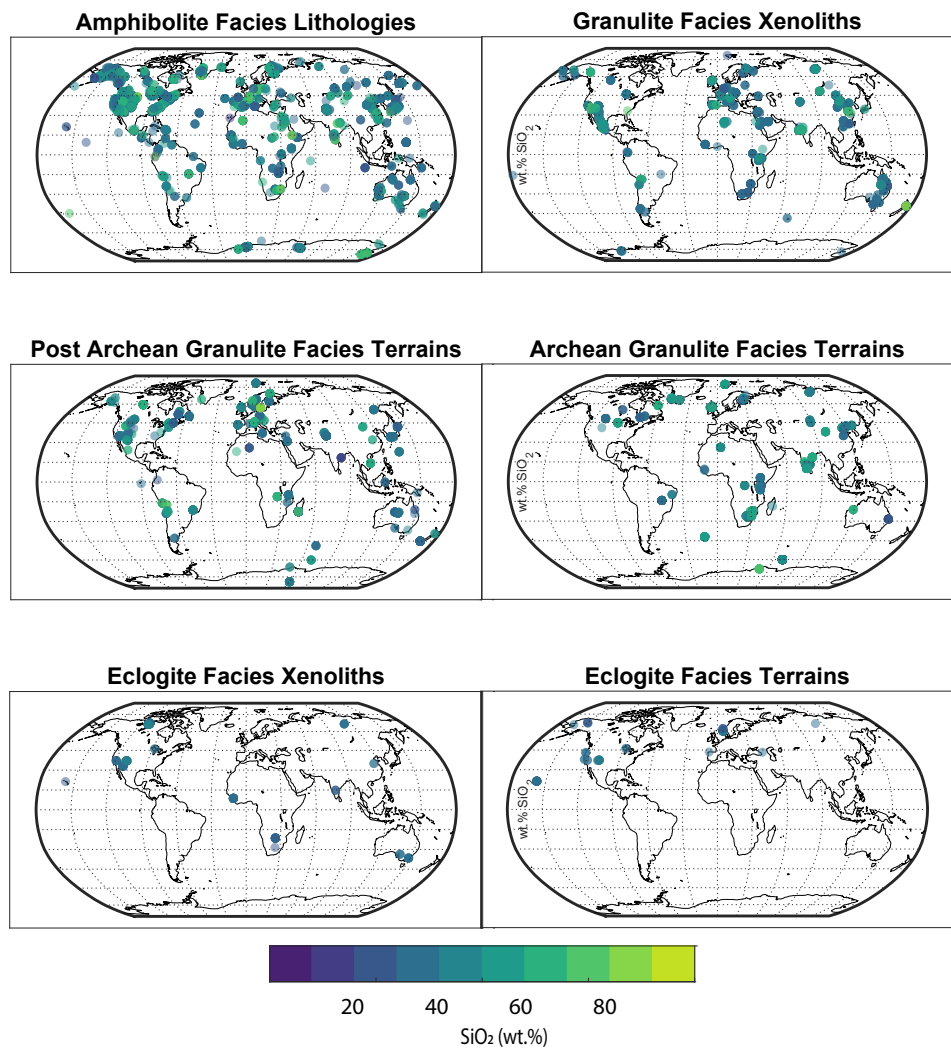 Amphibolite Facies Lithologies
Granulite Facies Xenoliths
wt.% SiO₂
Post Archean Granulite Facies Terrains
Archean Granulite Facies Terrains
wt.% SiO₂
Eclogite Facies Xenoliths
Eclogite Facies Terrains
wt.% SiO₂
20 40 60 80
SiO₂ (wt.%)